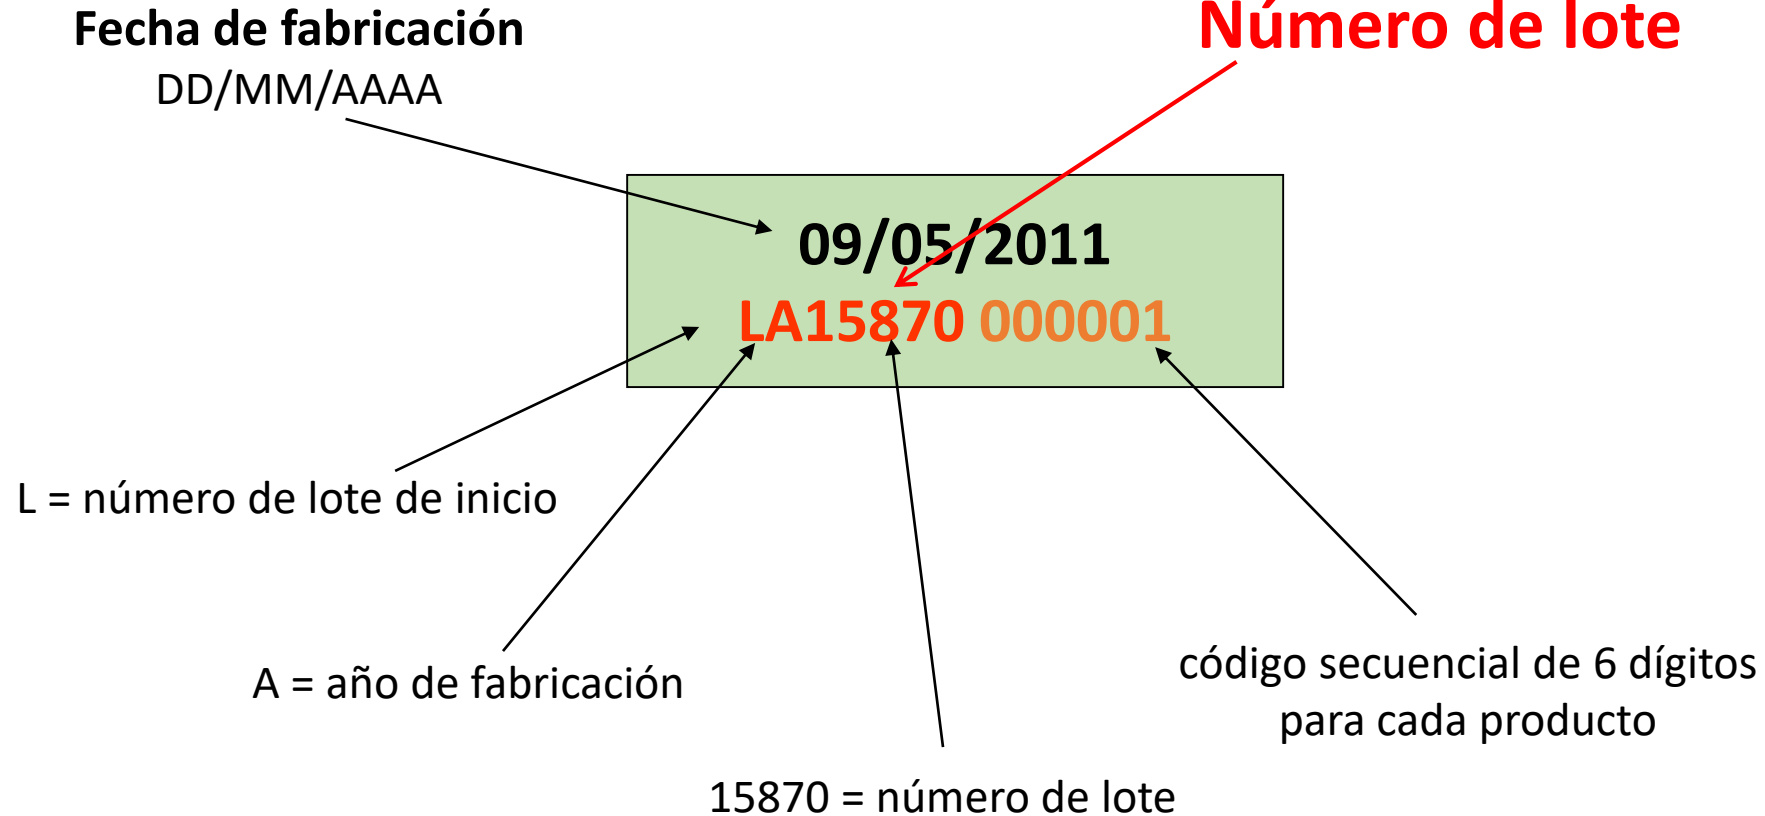 Fecha de fabricación
DD/MM/AAAA
Número de lote
09/05/2011
LA15870 000001
L = número de lote de inicio
A = año de fabricación
código secuencial de 6 dígitos
para cada producto
15870 = número de lote